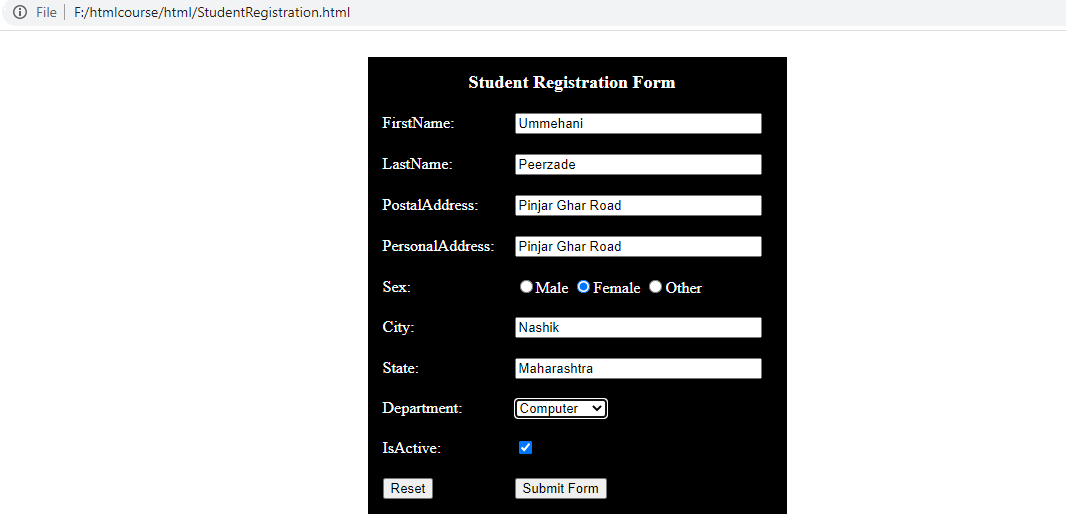 File F:/htmlcourse/html/StudentRegistration.html
Student Registration Form
FirstName: Ummehani
LastName: Peerzade
PostalAddress: Pinjar Ghar Road
PersonalAddress: Pinjar Ghar Road
Sex: Male Female Other
City: Nashik
State: Maharashtra
Department: Computer
IsActive:
Reset Submit Form